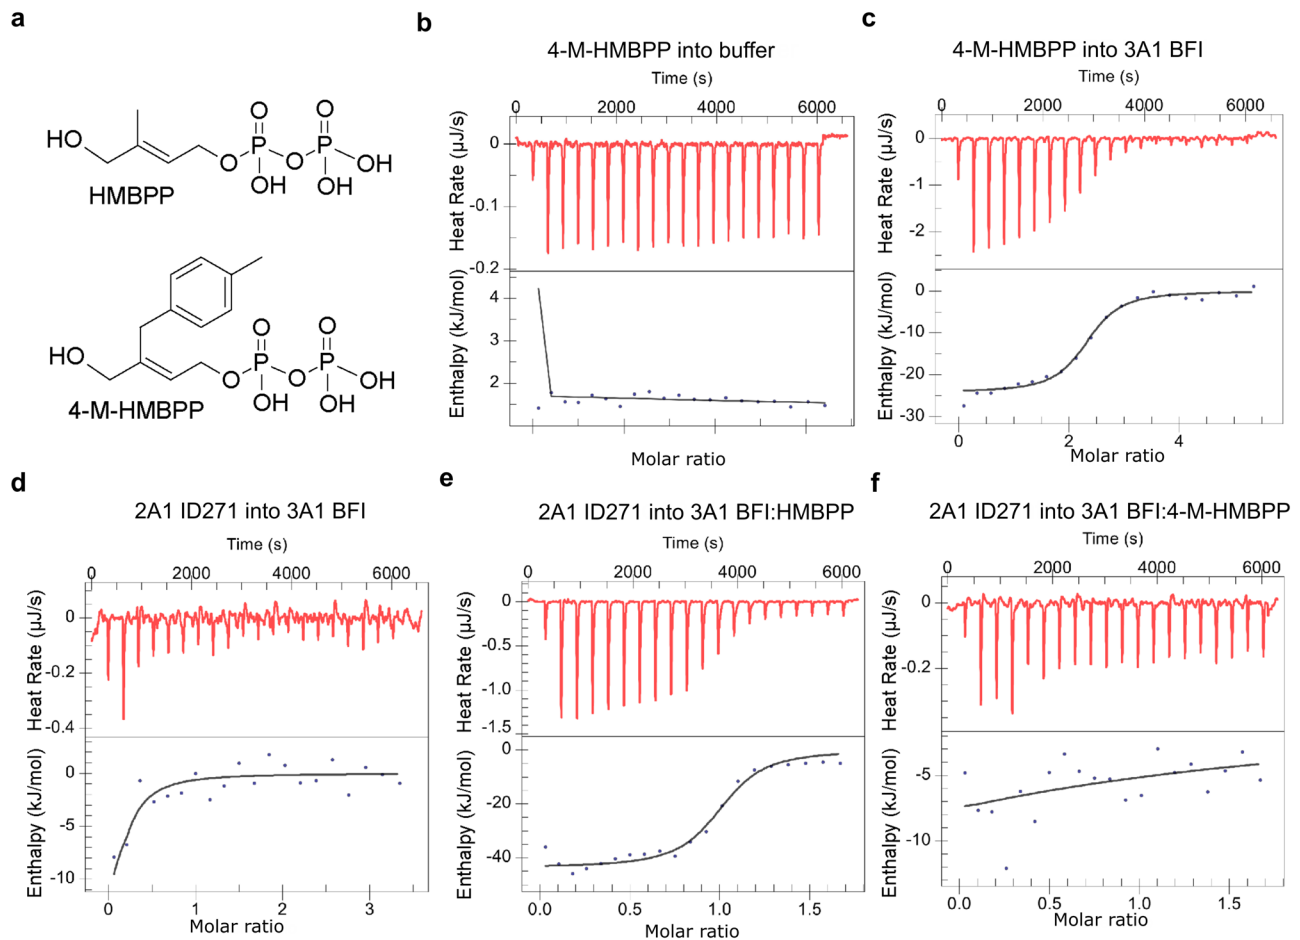 a
HO
O
O
O
P
O
P
OH
OH
OH
HMBPP
HO
O
O
O
P
O
P
OH
OH
OH
4-M-HMBPP
b
4-M-HMBPP into buffer
Time (s)
0 2000 4000 6000
Heat Rate (µJ/s)
0
-0.1
-0.2
Enthalpy (kJ/mol)
4
3
2
Molar ratio
c
4-M-HMBPP into 3A1 BFI
Time (s)
0 2000 4000 6000
Heat Rate (µJ/s)
0
-1
-2
Enthalpy (kJ/mol)
0
-10
-20
-30
0 2 4
Molar ratio
d
2A1 ID271 into 3A1 BFI
Time (s)
0 2000 4000 6000
Heat Rate (µJ/s)
0
-0.2
-0.4
Enthalpy (kJ/mol)
0
-5
-10
0 1 2 3
Molar ratio
e
2A1 ID271 into 3A1 BFI:HMBPP
Time (s)
0 2000 4000 6000
Heat Rate (µJ/s)
0
-0.5
-1.0
-1.5
Enthalpy (kJ/mol)
0
-20
-40
0.0 0.5 1.0 1.5
Molar ratio
f
2A1 ID271 into 3A1 BFI:4-M-HMBPP
Time (s)
0 2000 4000 6000
Heat Rate (µJ/s)
0
-0.2
Enthalpy (kJ/mol)
-5
-10
0.0 0.5 1.0 1.5
Molar ratio